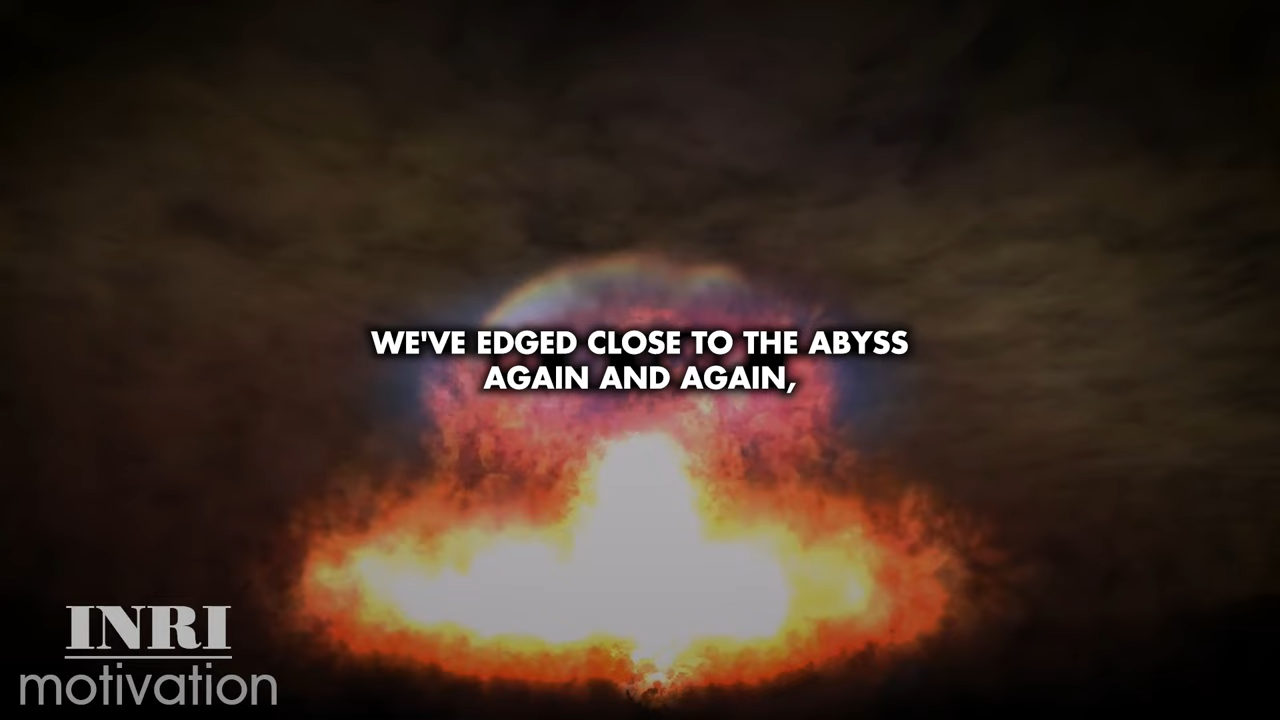 WE'VE EDGED CLOSE TO THE ABYSS
AGAIN AND AGAIN,
INRI
motivation